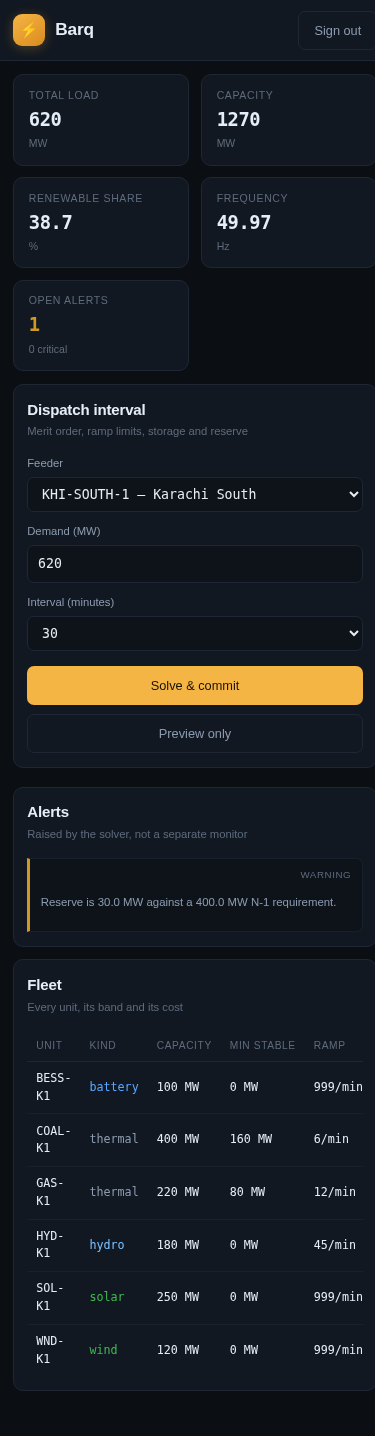 ⚡ Barq
Sign out
TOTAL LOAD
620
MW
CAPACITY
1270
MW
RENEWABLE SHARE
38.7
%
FREQUENCY
49.97
Hz
OPEN ALERTS
1
0 critical
Dispatch interval
Merit order, ramp limits, storage and reserve
Feeder
KHI-SOUTH-1 — Karachi South
Demand (MW)
620
Interval (minutes)
30
Solve & commit
Preview only
Alerts
Raised by the solver, not a separate monitor
WARNING
Reserve is 30.0 MW against a 400.0 MW N-1 requirement.
Fleet
Every unit, its band and its cost
UNIT KIND CAPACITY MIN STABLE RAMP
BESS-
K1 battery 100 MW 0 MW 999/min
COAL-
K1 thermal 400 MW 160 MW 6/min
GAS-
K1 thermal 220 MW 80 MW 12/min
HYD-
K1 hydro 180 MW 0 MW 45/min
SOL-
K1 solar 250 MW 0 MW 999/min
WND-
K1 wind 120 MW 0 MW 999/min